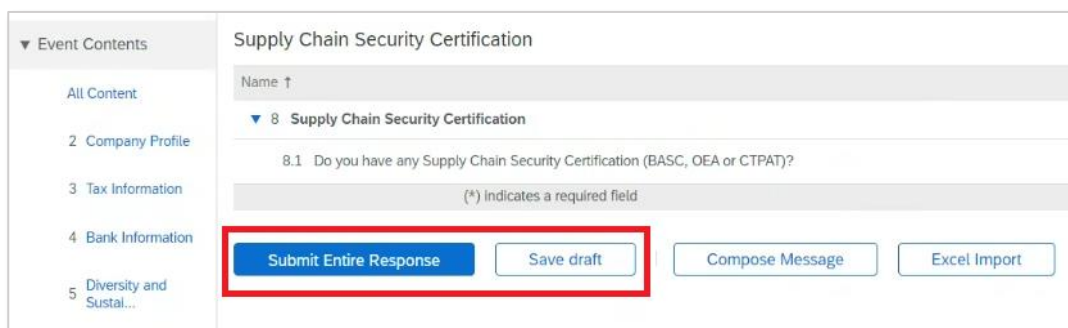 ▼ Event Contents
All Content
2 Company Profile
3 Tax Information
4 Bank Information
5 Diversity and
Sustai...
Supply Chain Security Certification
Name ↑
▼ 8 Supply Chain Security Certification
8.1 Do you have any Supply Chain Security Certification (BASC, OEA or CTPAT)?
(*) indicates a required field
Submit Entire Response
Save draft
Compose Message
Excel Import